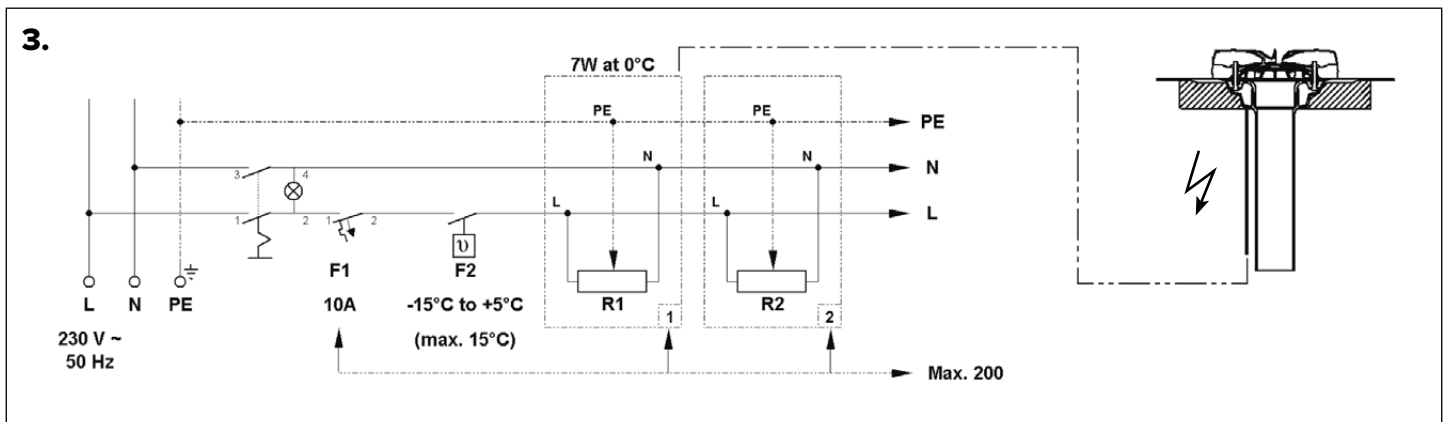 3.
7W at 0°C
PE PE PE
N N N
3 4
L L L
1 2 1 2
υ
F1 F2
L N PE
10A -15°C to +5°C R1 R2
1 2
230 V ~ (max. 15°C)
50 Hz
Max. 200